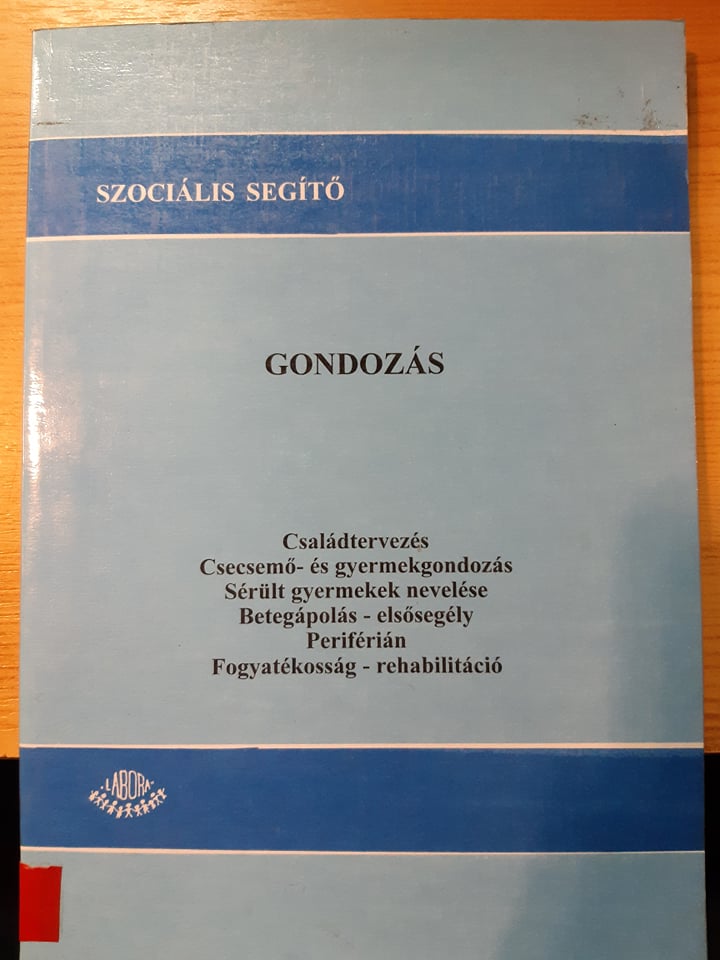 SZOCIÁLIS SEGÍTŐ
GONDOZÁS
Családtervezés
Csecsemő- és gyermekgondozás
Sérült gyermekek nevelése
Betegápolás - elsősegély
Periférián
Fogyatékosság - rehabilitáció
·LABORA·